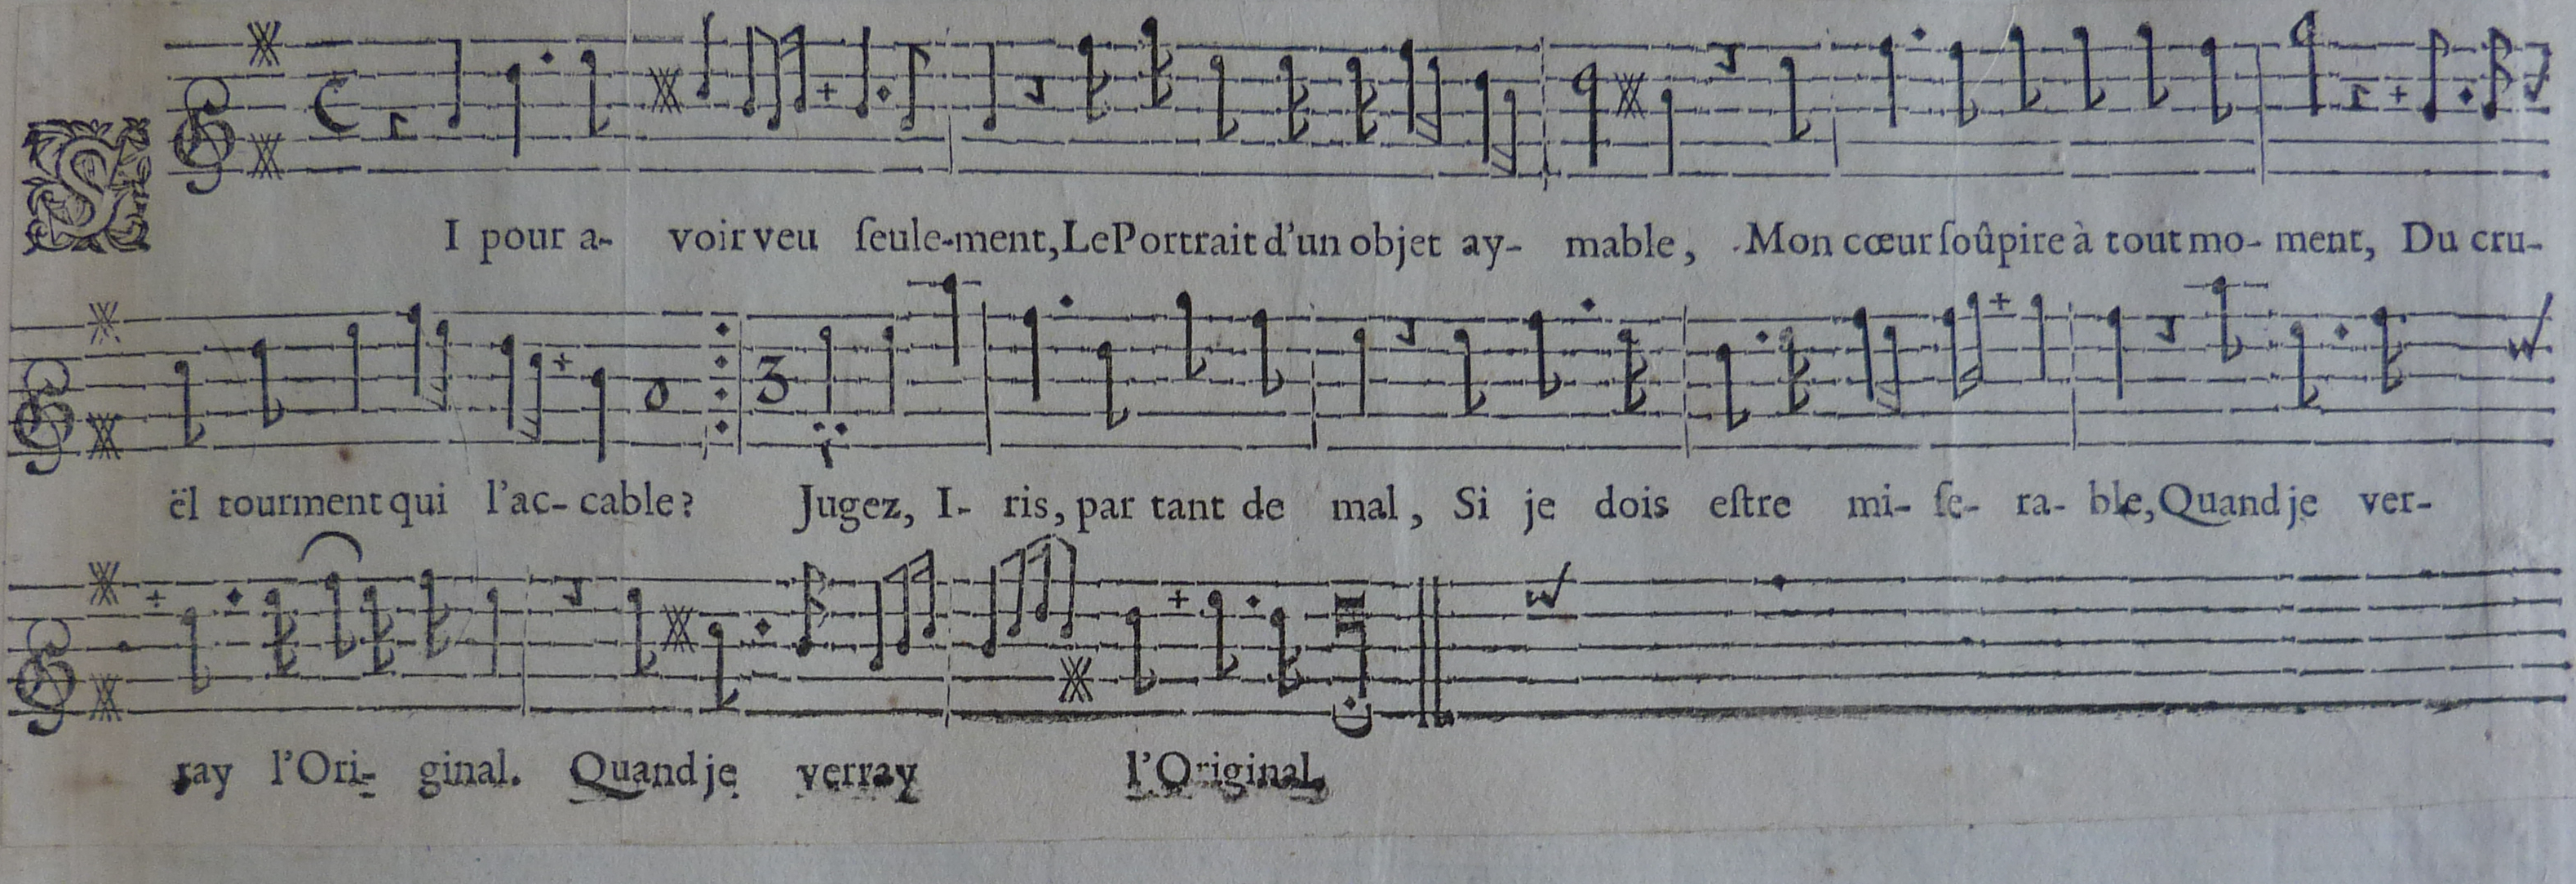 SI pour a- voir veu ſeule-ment, Le Portrait d'un objet ay- mable, Mon cœur ſoûpire à tout mo- ment, Du cru-
3
ël tourment qui l'ac- cable? Jugez, I- ris, par tant de mal, Si je dois eſtre mi- ſe- ra- ble, Quand je ver-
ray l'Ori- ginal. Quand je verray l'Original.